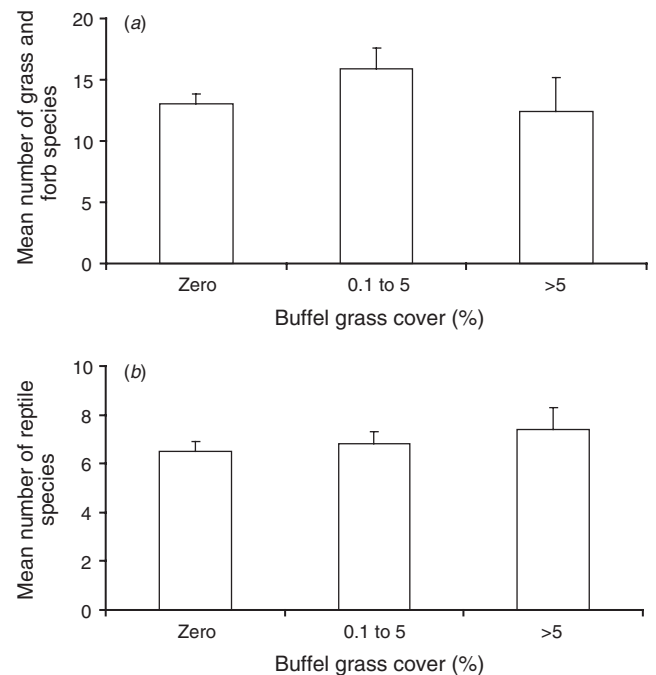 (a)
Mean number of grass and
forb species
20
15
10
5
0
Zero
0.1 to 5
>5
Buffel grass cover (%)
(b)
Mean number of reptile
species
10
8
6
4
2
0
Zero
0.1 to 5
>5
Buffel grass cover (%)